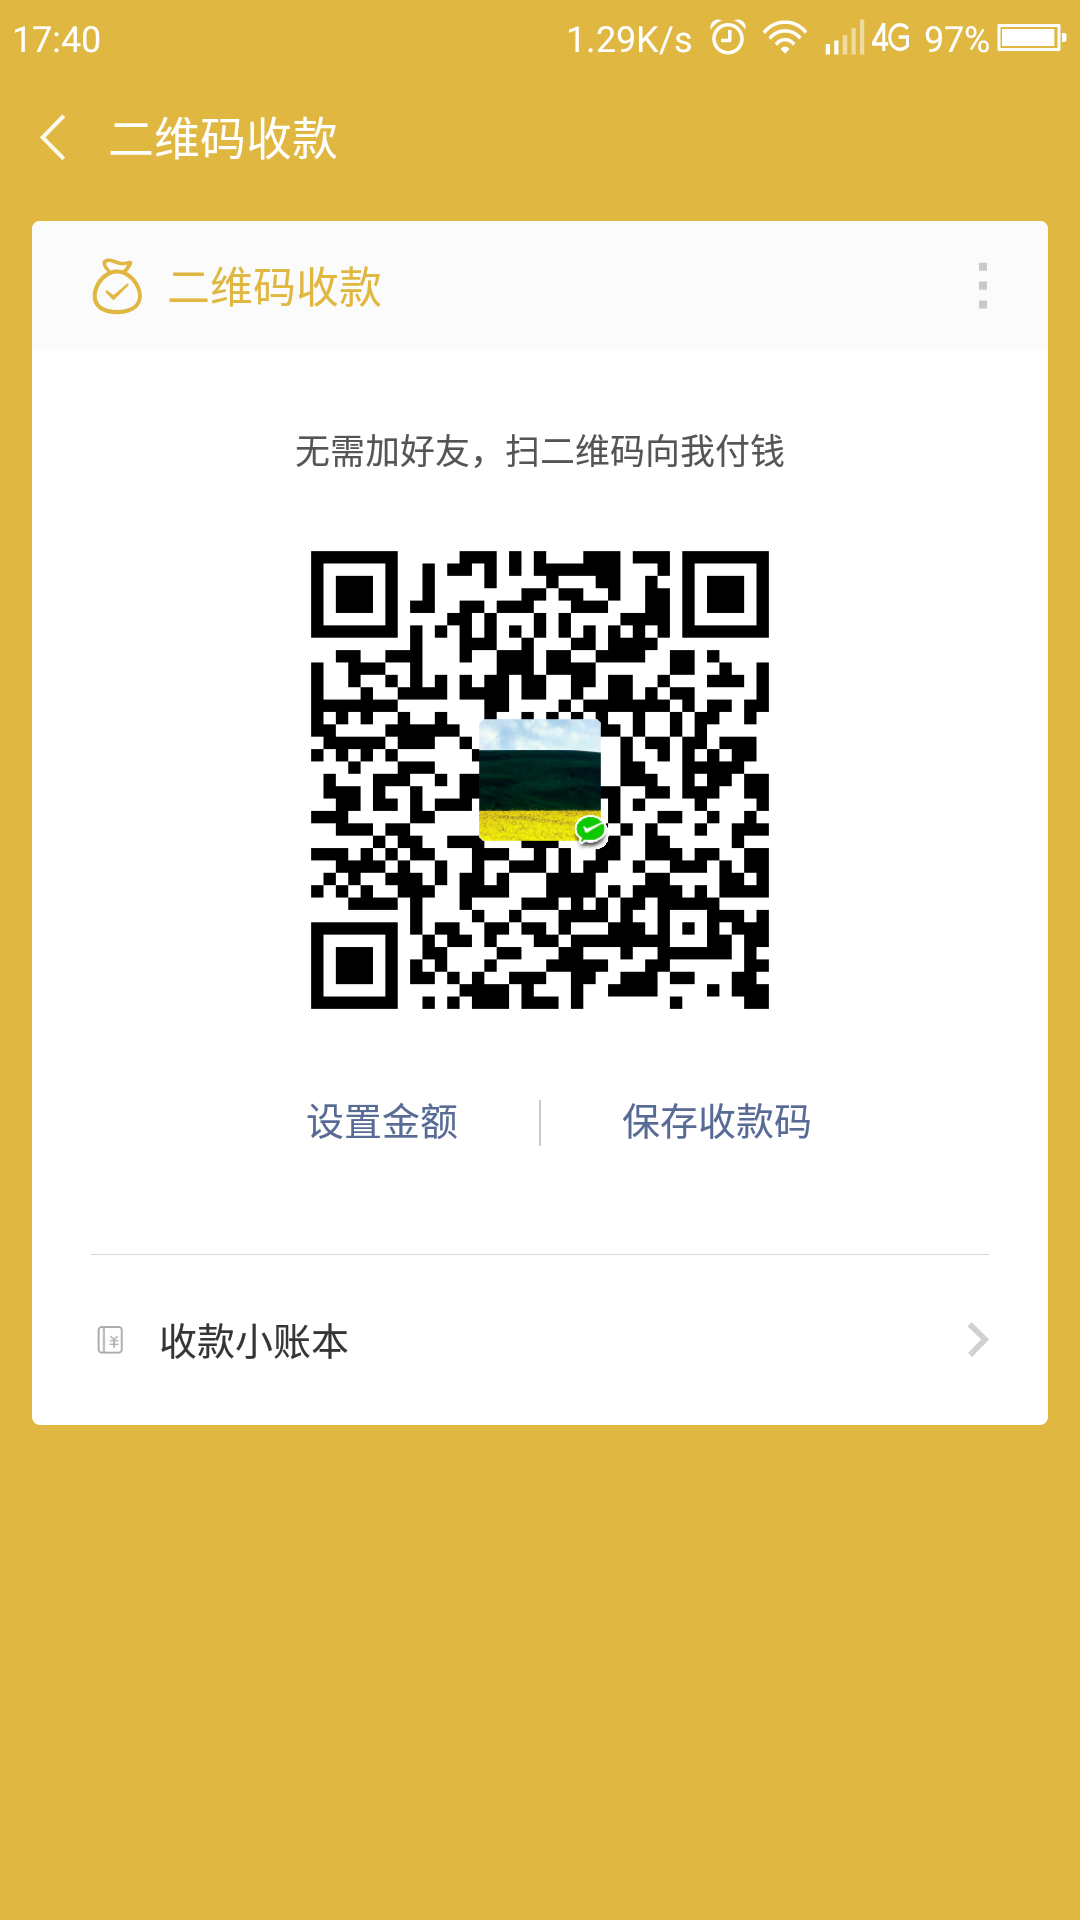 17:40 1.29K/s 4G 97%
二维码收款
二维码收款
无需加好友，扫二维码向我付钱
设置金额 保存收款码
¥ 收款小账本